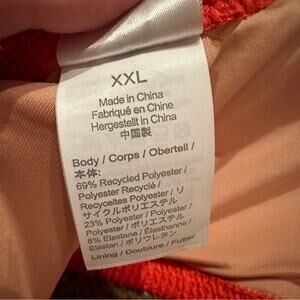 XXL
Made in China
Fabriqué en Chine
Hergestellt in China
中国製
Body / Corps / Oberteil /
本体:
69% Recycled Polyester /
Polyester Recyclé /
Recyceltes Polyester / リ
サイクルポリエステル
23% Polyester / Polyester /
Polyester / ポリエステル
8% Elastane / Élasthanne /
Elastan / ポリウレタン
Lining / Doublure / Futter